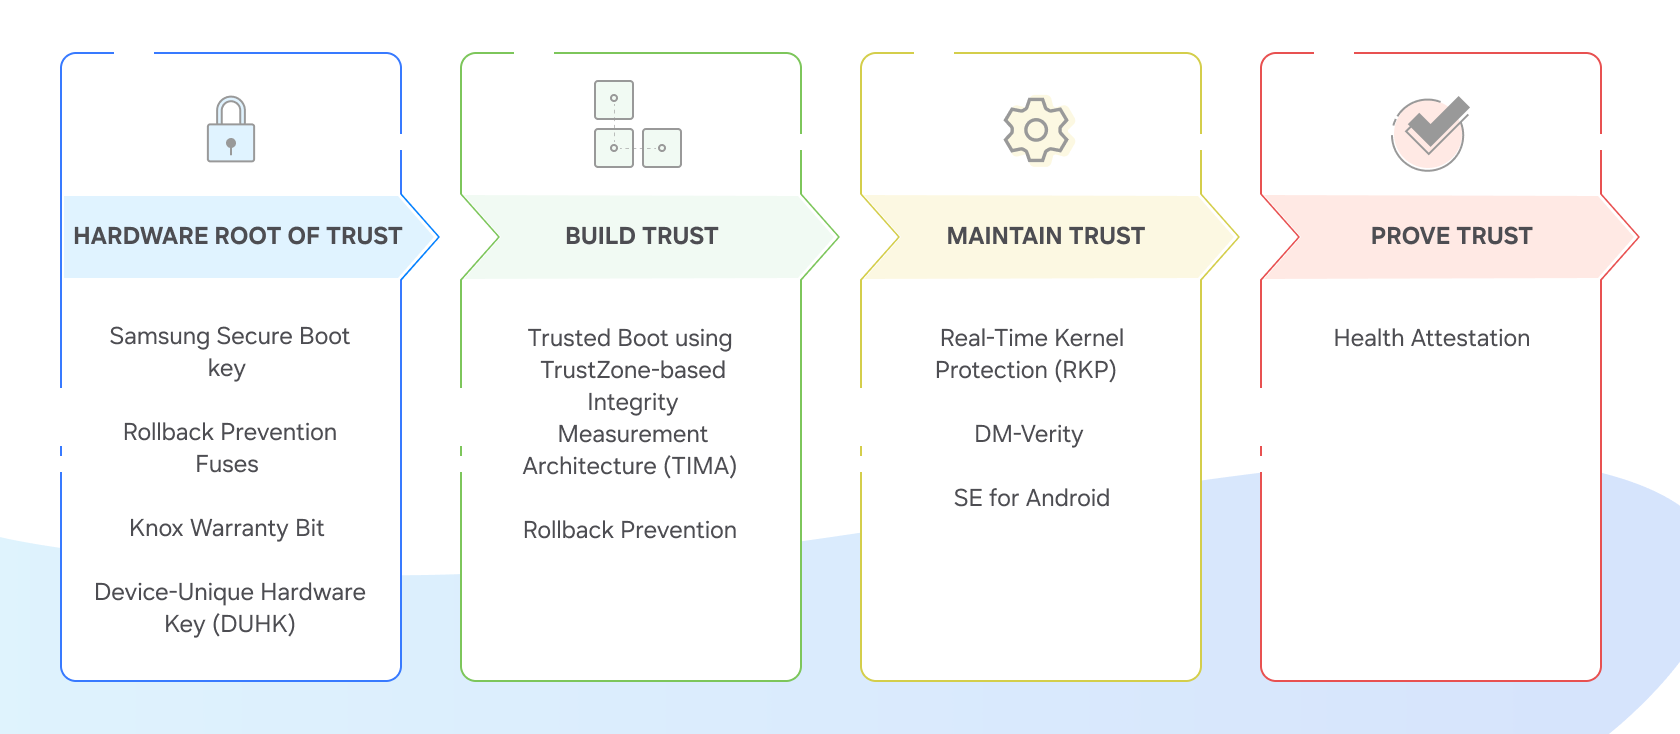 HARDWARE ROOT OF TRUST
Samsung Secure Boot
key
Rollback Prevention
Fuses
Knox Warranty Bit
Device-Unique Hardware
Key (DUHK)
BUILD TRUST
Trusted Boot using
TrustZone-based
Integrity
Measurement
Architecture (TIMA)
Rollback Prevention
MAINTAIN TRUST
Real-Time Kernel
Protection (RKP)
DM-Verity
SE for Android
PROVE TRUST
Health Attestation